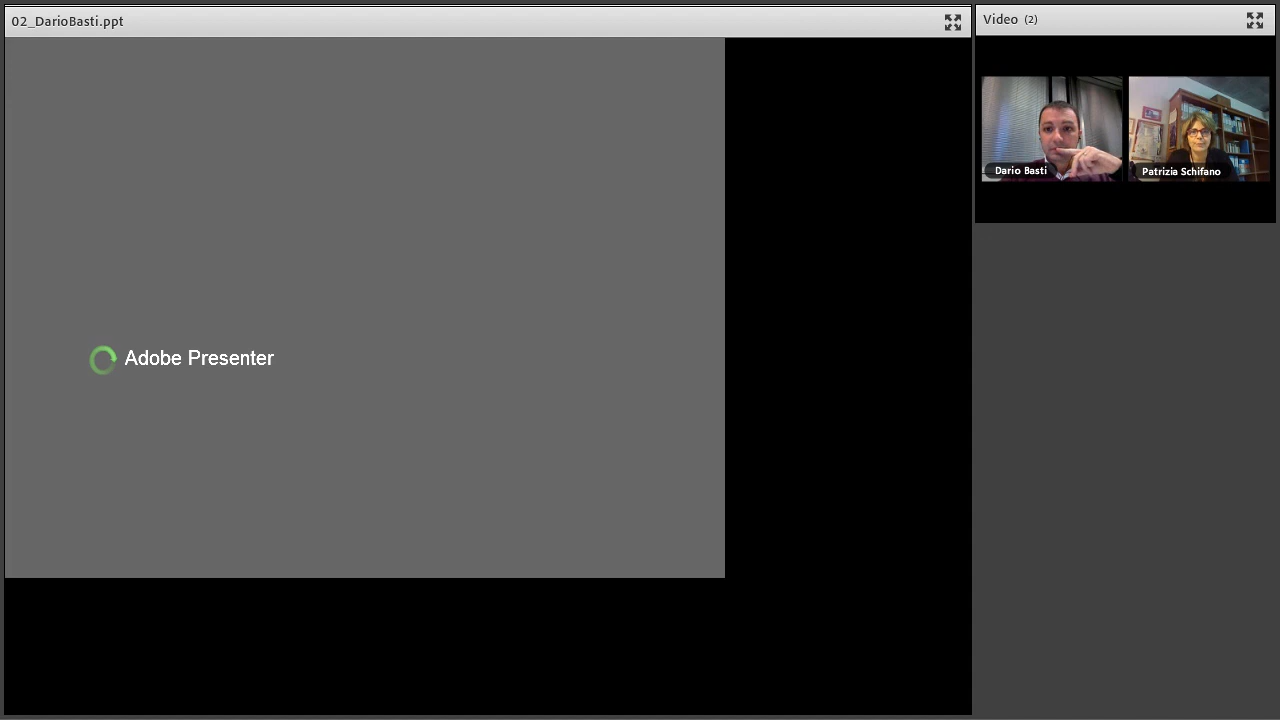 02_DarioBasti.ppt
Video (2)
Dario Basti
Patrizia Schifano
Adobe Presenter